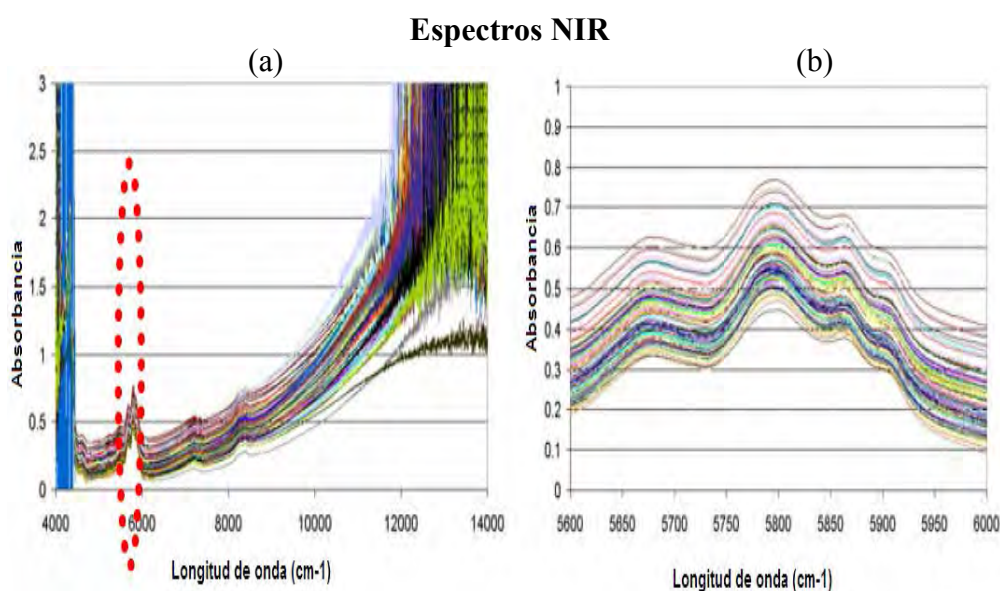 Espectros NIR
(a)
3
2.5
2
1.5
1
0.5
0
Absorbancia
4000 6000 8000 10000 12000 14000
Longitud de onda (cm-1)
(b)
1
0.9
0.8
0.7
0.6
0.5
0.4
0.3
0.2
0.1
0
Absorbancia
5600 5650 5700 5750 5800 5850 5900 5950 6000
Longitud de onda (cm-1)